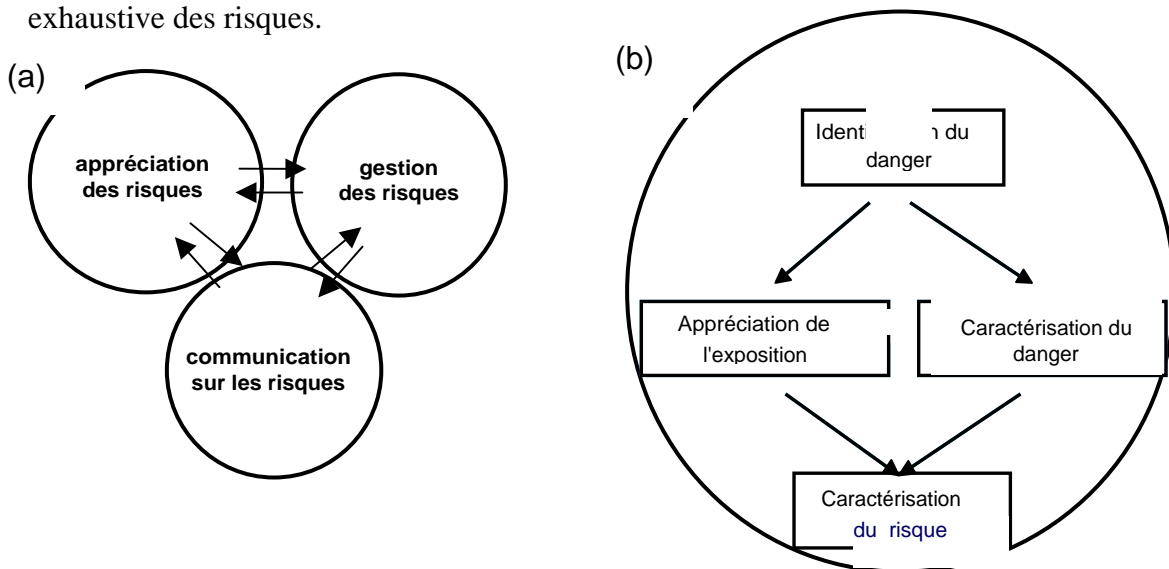 exhaustive des risques.
(a)
appréciation
des risques
gestion
des risques
communication
sur les risques
(b)
du
danger
Appréciation de
l'exposition
Caractérisation du
danger
Caractérisation
du risque